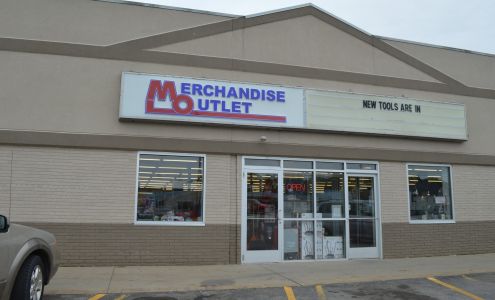 MERCHANDISE
OUTLET
NEW TOOLS ARE IN
OPEN